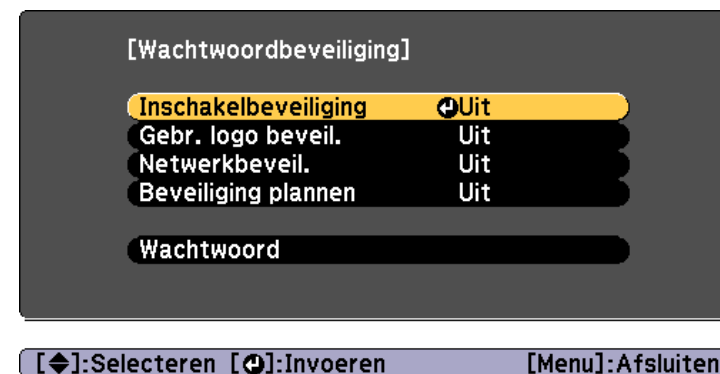 [Wachtwoordbeveiliging]
Inschakelbeveiliging Uit
Gebr. logo beveil. Uit
Netwerkbeveil. Uit
Beveiliging plannen Uit
Wachtwoord
[◆]:Selecteren [⏎]:Invoeren [Menu]:Afsluiten